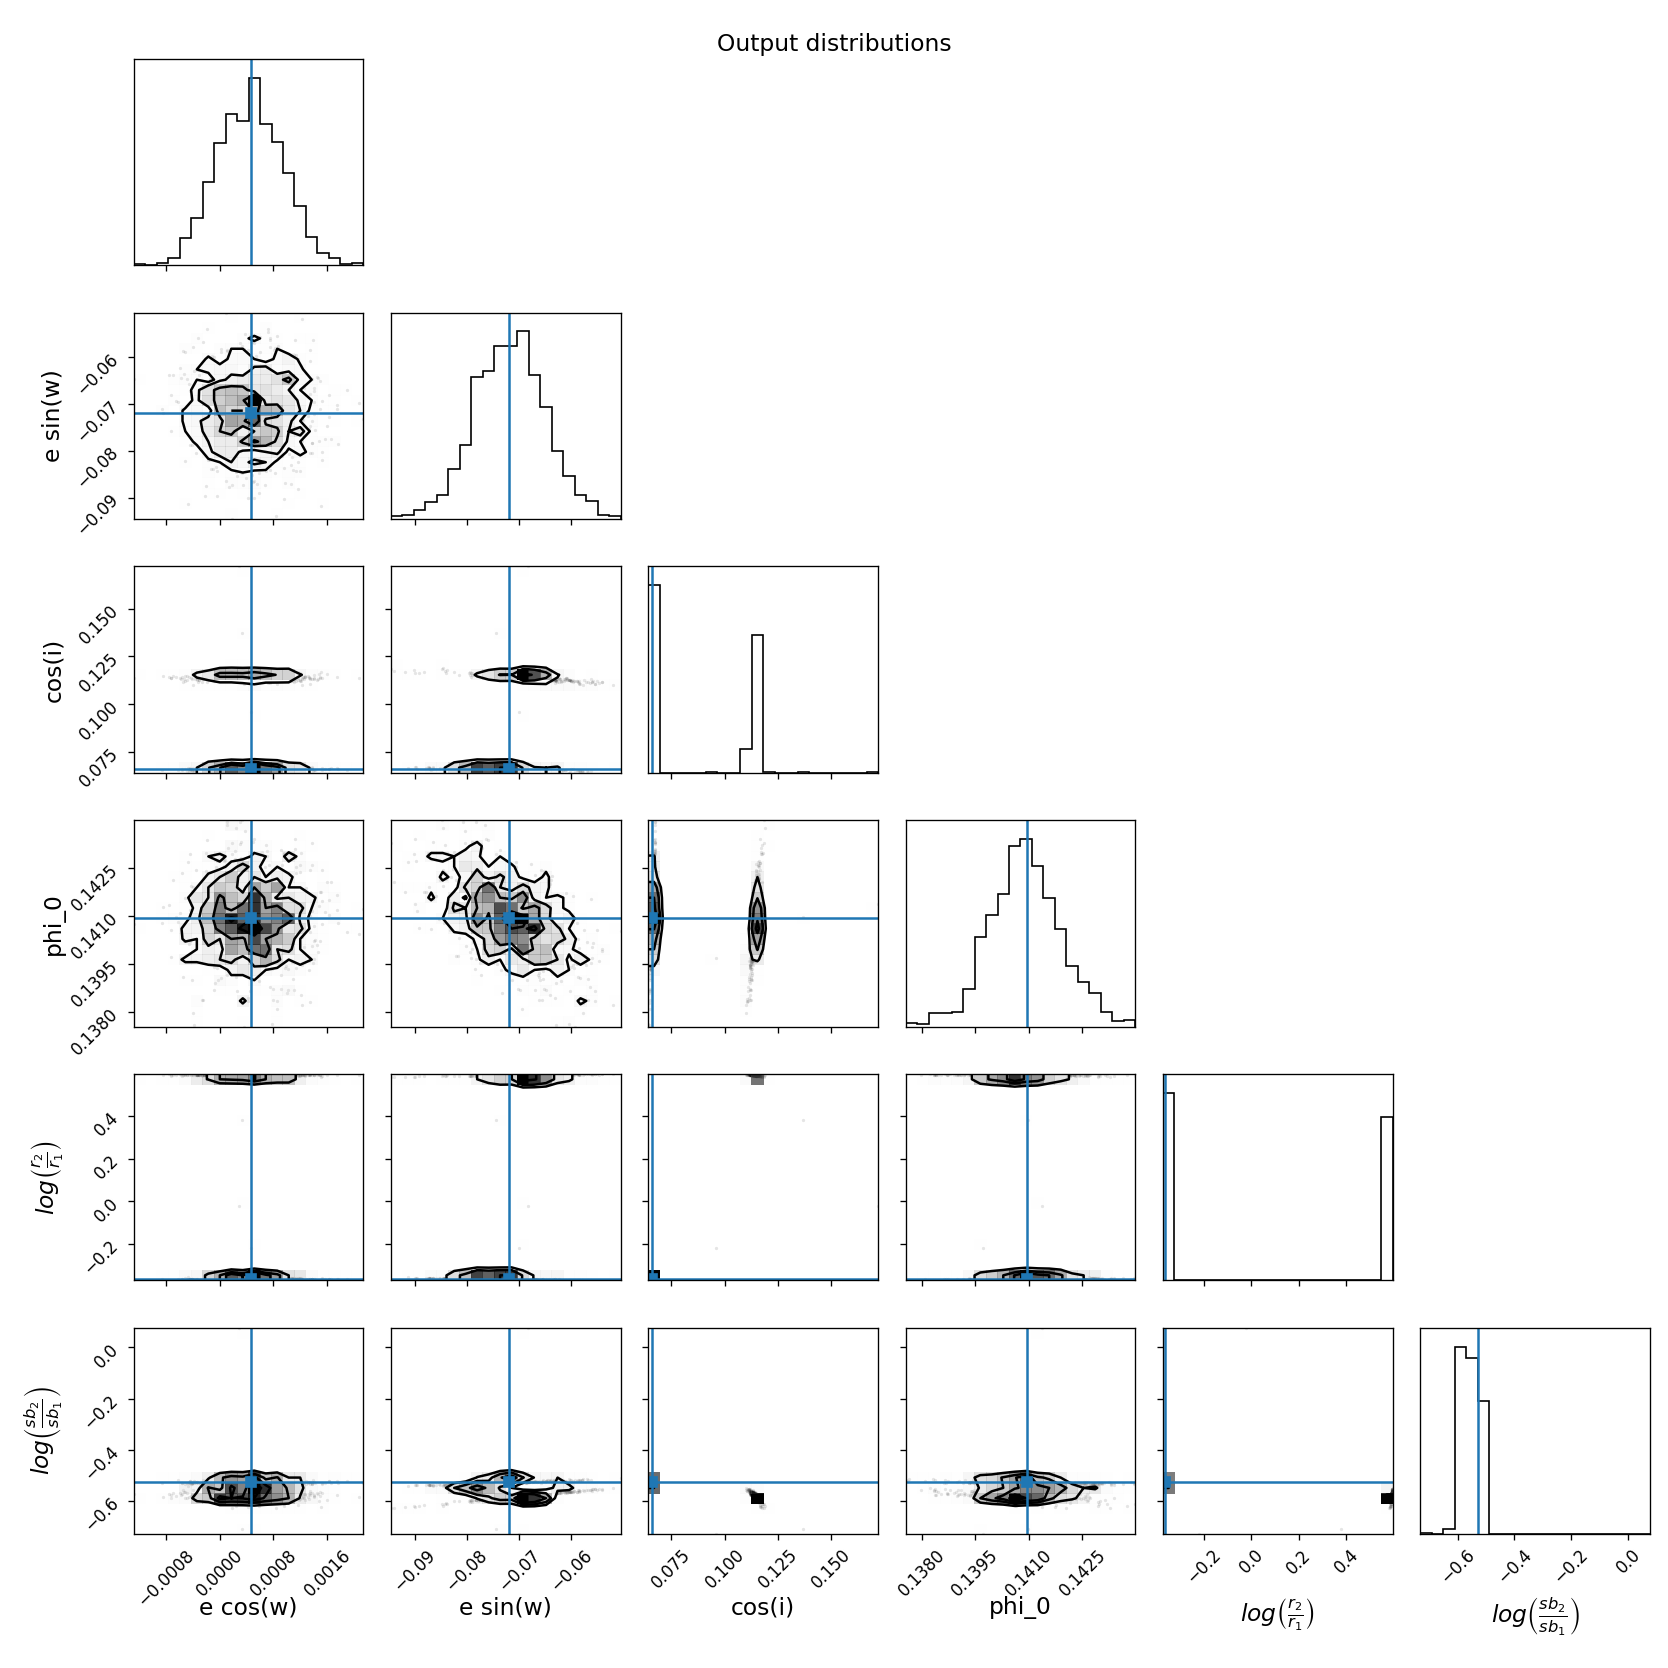 Output distributions
e sin(w)
−0.06
−0.07
−0.08
−0.09
cos(i)
0.150
0.125
0.100
0.075
phi_0
0.1425
0.1410
0.1395
0.1380
log(r₂/r₁)
0.4
0.2
0.0
−0.2
log(sb₂/sb₁)
0.0
−0.2
−0.4
−0.6
−0.0008 0.0000 0.0008 0.0016 −0.09 −0.08 −0.07 −0.06 0.075 0.100 0.125 0.150 0.1380 0.1395 0.1410 0.1425 −0.2 0.0 0.2 0.4 −0.6 −0.4 −0.2 0.0
e cos(w) e sin(w) cos(i) phi_0 log(r₂/r₁) log(sb₂/sb₁)